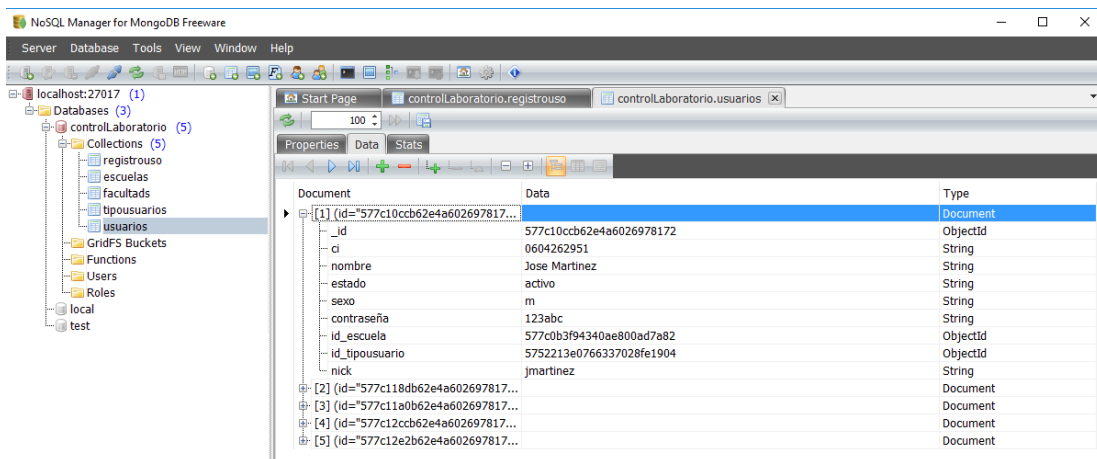 NoSQL Manager for MongoDB Freeware
Server Database Tools View Window Help
localhost:27017 (1)
Databases (3)
controlLaboratorio (5)
Collections (5)
registrouso
escuelas
facultads
tipousuarios
usuarios
GridFS Buckets
Functions
Users
Roles
local
test
Start Page controlLaboratorio.registrouso controlLaboratorio.usuarios
100
Properties Data Stats
Document Data Type
[1] (id="577c10ccb62e4a602697817... Document
_id 577c10ccb62e4a6026978172 ObjectId
ci 0604262951 String
nombre Jose Martinez String
estado activo String
sexo m String
contraseña 123abc String
id_escuela 577c0b3f94340ae800ad7a82 ObjectId
id_tipousuario 5752213e0766337028fe1904 ObjectId
nick jmartinez String
[2] (id="577c118db62e4a602697817... Document
[3] (id="577c11a0b62e4a602697817... Document
[4] (id="577c12ccb62e4a602697817... Document
[5] (id="577c12e2b62e4a602697817... Document